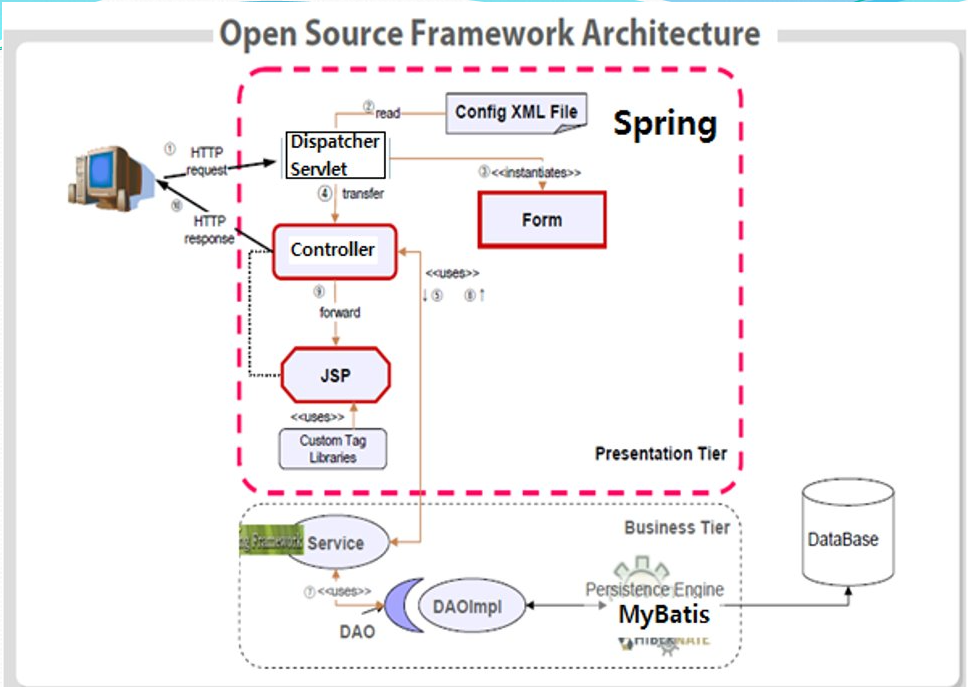 Open Source Framework Architecture
② read
Config XML File
Spring
Dispatcher
Servlet
① HTTP
request
③ <<instantiates>>
④ transfer
Form
⑩
HTTP
response
Controller
<<uses>>
↓⑤ ⑧↑
⑨
forward
JSP
<<uses>>
Custom Tag
Libraries
Presentation Tier
Business Tier
Framework
Service
DataBase
⑦ <<uses>>
Persistence Engine
DAOImpl
MyBatis
DAO
HIBERNATE